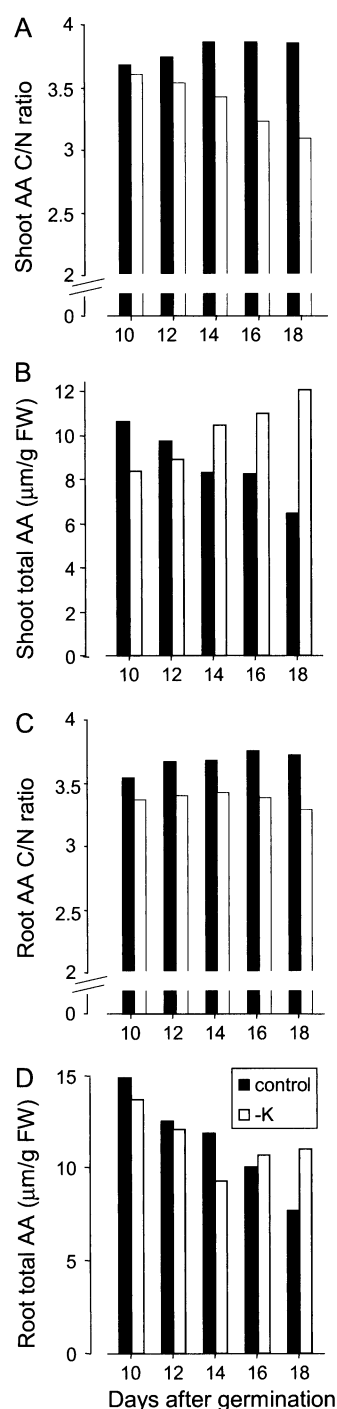 A
Shoot AA C/N ratio
4
3.5
3
2.5
2
0
10 12 14 16 18
B
Shoot total AA (μm/g FW)
12
10
8
6
4
2
0
10 12 14 16 18
C
Root AA C/N ratio
4
3.5
3
2.5
2
0
10 12 14 16 18
D
Root total AA (μm/g FW)
15
10
5
0
control
-K
10 12 14 16 18
Days after germination